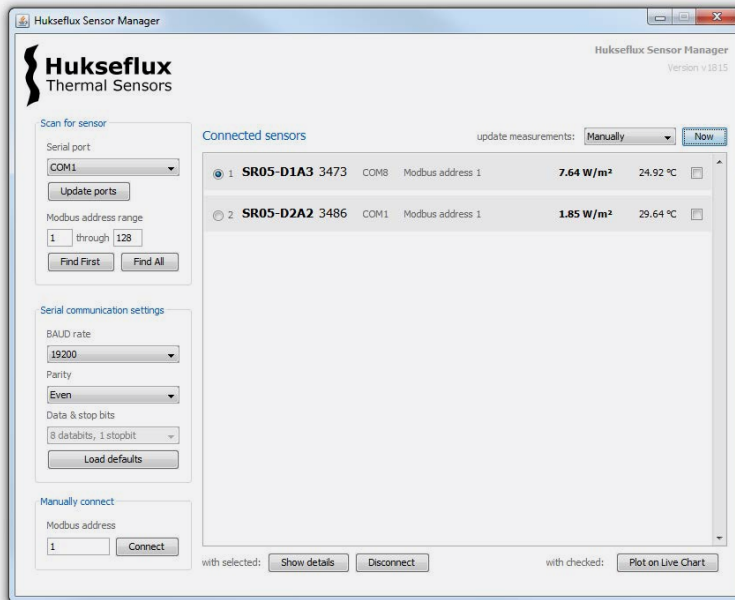 Hukseflux Sensor Manager
Hukseflux Sensor Manager
Version v1815
Hukseflux
Thermal Sensors
Scan for sensor
Serial port
COM1
Update ports
Modbus address range
1 through 128
Find First Find All
Serial communication settings
BAUD rate
19200
Parity
Even
Data & stop bits
8 databits, 1 stopbit
Load defaults
Manually connect
Modbus address
1 Connect
Connected sensors update measurements: Manually Now
1 SR05-D1A3 3473 COM8 Modbus address 1 7.64 W/m² 24.92 ºC
2 SR05-D2A2 3486 COM1 Modbus address 1 1.85 W/m² 29.64 ºC
with selected: Show details Disconnect with checked: Plot on Live Chart